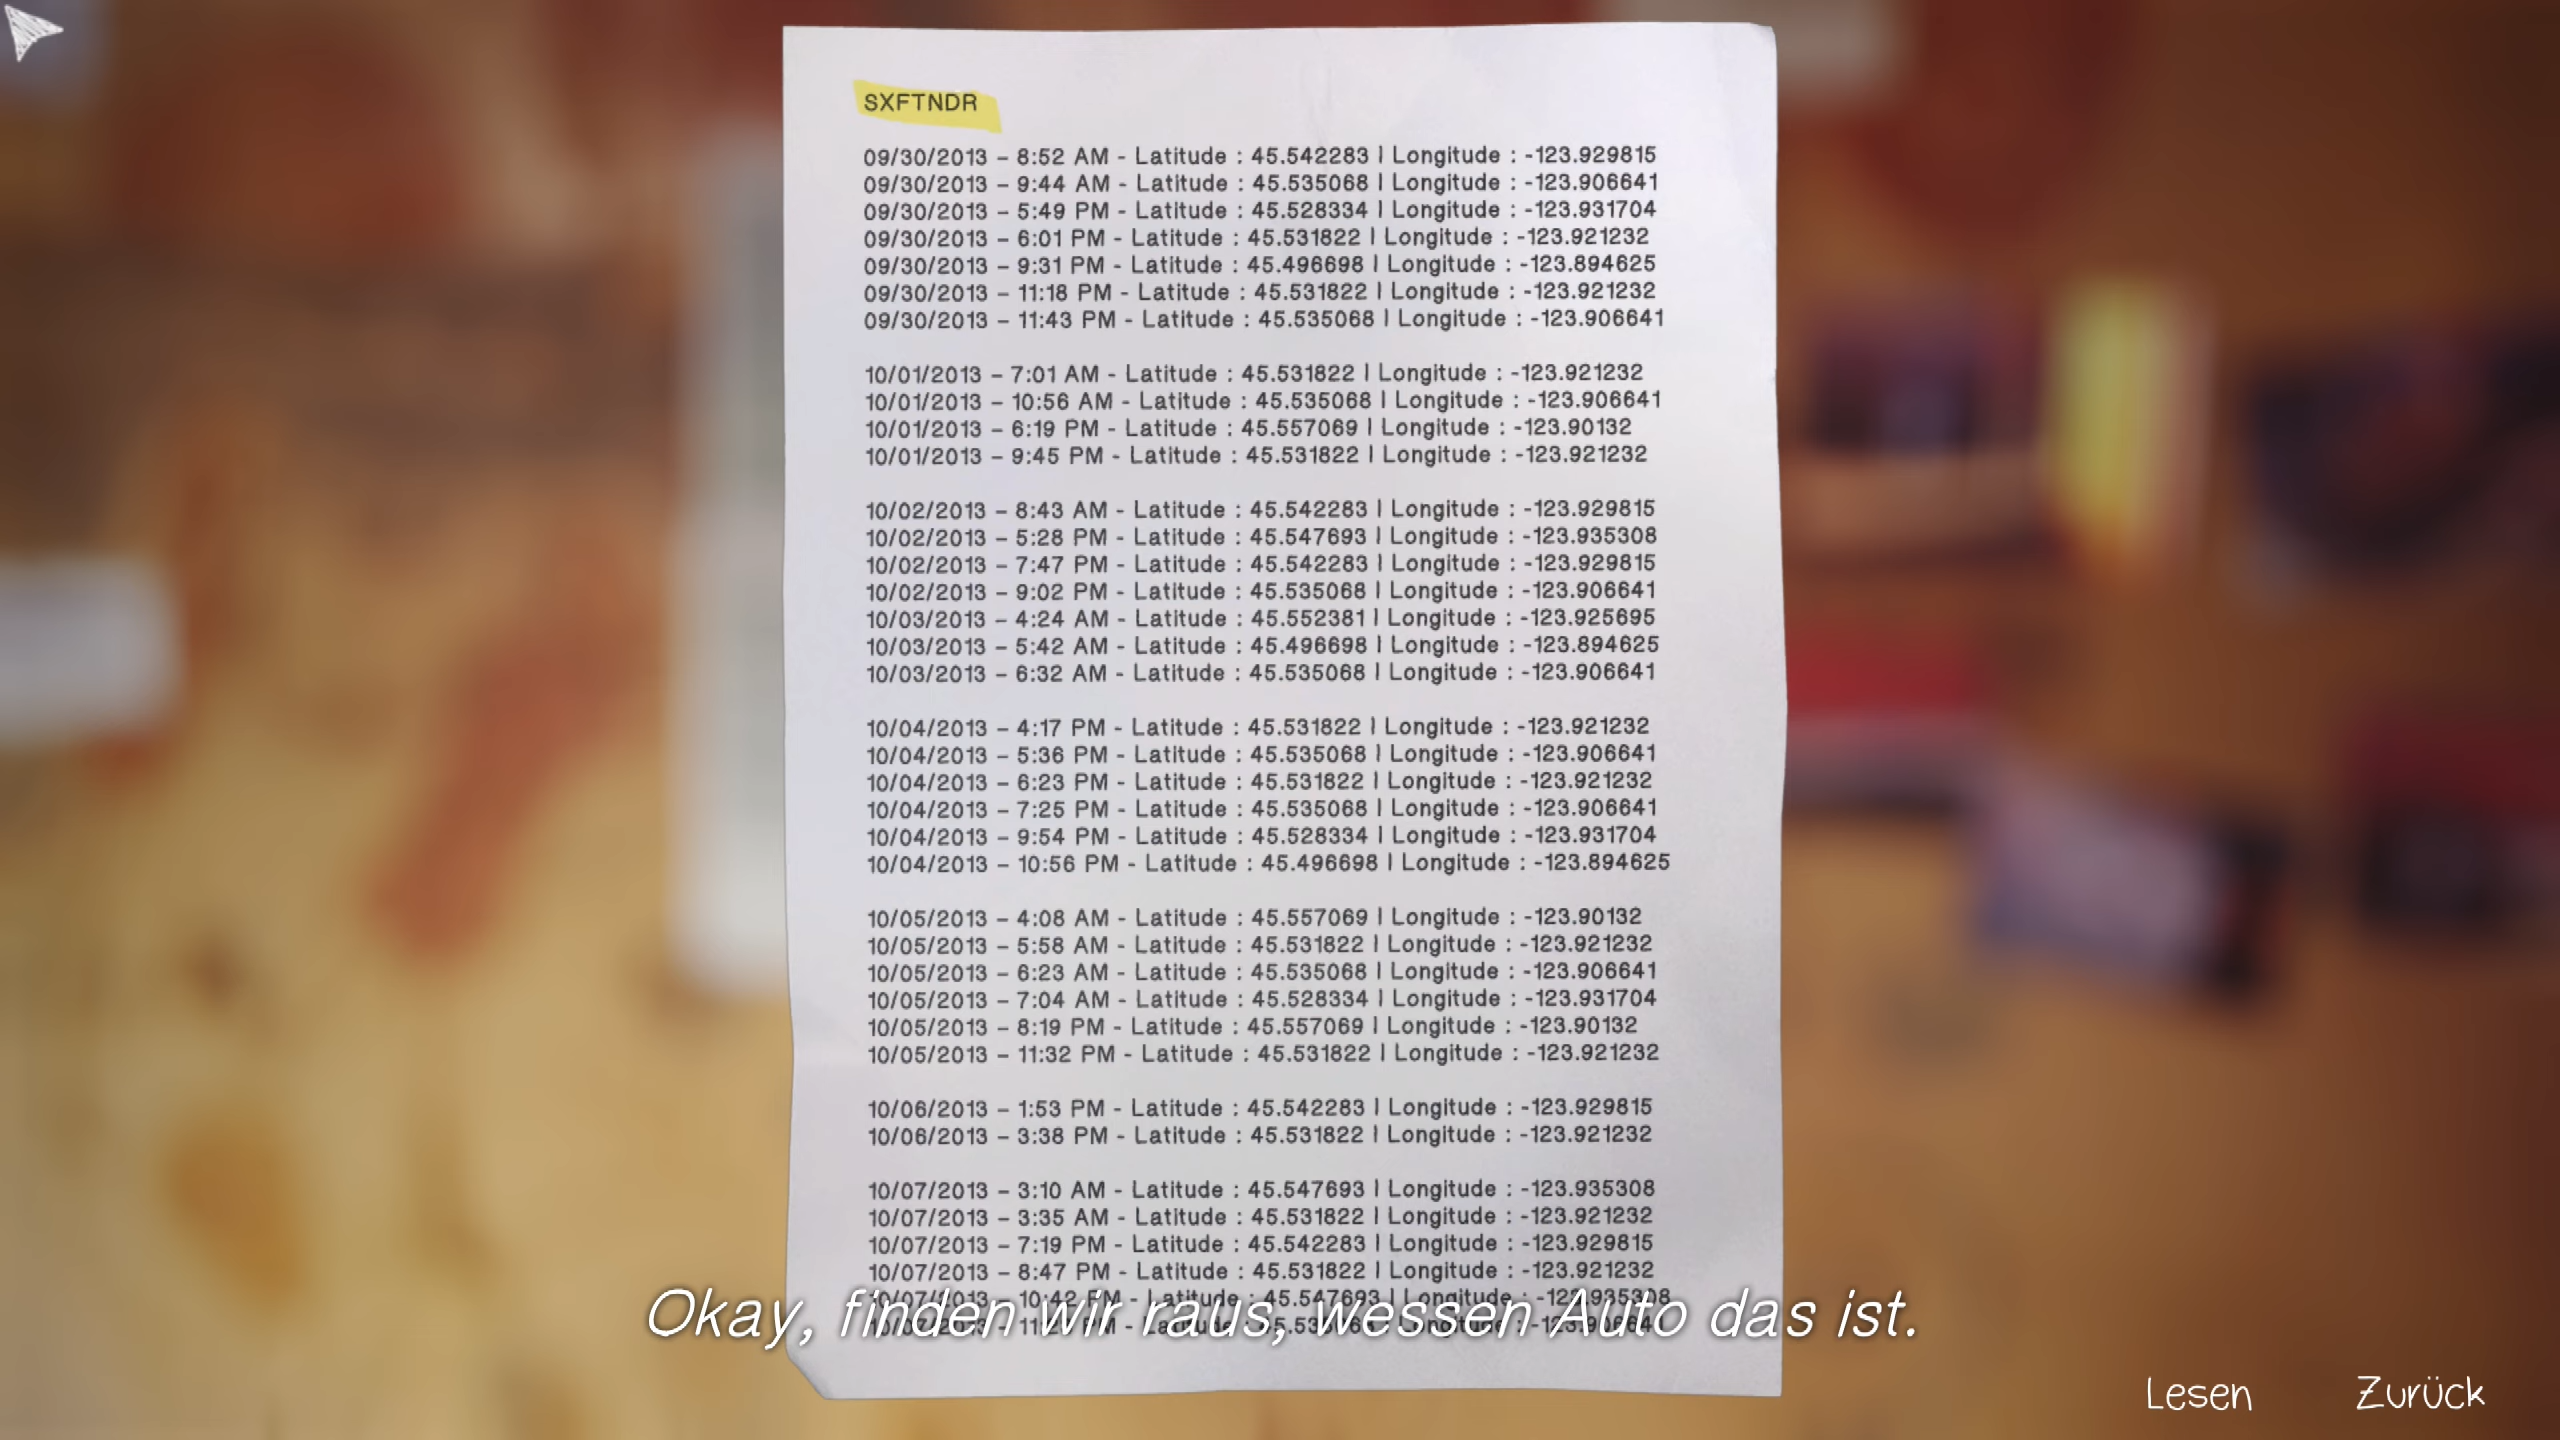 SXFTNDR
09/30/2013 – 8:52 AM - Latitude : 45.542283 | Longitude : -123.929815
09/30/2013 – 9:44 AM - Latitude : 45.535068 | Longitude : -123.906641
09/30/2013 – 5:49 PM - Latitude : 45.528334 | Longitude : -123.931704
09/30/2013 – 6:01 PM - Latitude : 45.531822 | Longitude : -123.921232
09/30/2013 – 9:31 PM - Latitude : 45.496698 | Longitude : -123.894625
09/30/2013 – 11:18 PM - Latitude : 45.531822 | Longitude : -123.921232
09/30/2013 – 11:43 PM - Latitude : 45.535068 | Longitude : -123.906641
10/01/2013 – 7:01 AM - Latitude : 45.531822 | Longitude : -123.921232
10/01/2013 – 10:56 AM - Latitude : 45.535068 | Longitude : -123.906641
10/01/2013 – 6:19 PM - Latitude : 45.557069 | Longitude : -123.90132
10/01/2013 – 9:45 PM - Latitude : 45.531822 | Longitude : -123.921232
10/02/2013 – 8:43 AM - Latitude : 45.542283 | Longitude : -123.929815
10/02/2013 – 5:28 PM - Latitude : 45.547693 | Longitude : -123.935308
10/02/2013 – 7:47 PM - Latitude : 45.542283 | Longitude : -123.929815
10/02/2013 – 9:02 PM - Latitude : 45.535068 | Longitude : -123.906641
10/03/2013 – 4:24 AM - Latitude : 45.552381 | Longitude : -123.925695
10/03/2013 – 5:42 AM - Latitude : 45.496698 | Longitude : -123.894625
10/03/2013 – 6:32 AM - Latitude : 45.535068 | Longitude : -123.906641
10/04/2013 – 4:17 PM - Latitude : 45.531822 | Longitude : -123.921232
10/04/2013 – 5:36 PM - Latitude : 45.535068 | Longitude : -123.906641
10/04/2013 – 6:23 PM - Latitude : 45.531822 | Longitude : -123.921232
10/04/2013 – 7:25 PM - Latitude : 45.535068 | Longitude : -123.906641
10/04/2013 – 9:54 PM - Latitude : 45.528334 | Longitude : -123.931704
10/04/2013 – 10:56 PM - Latitude : 45.496698 | Longitude : -123.894625
10/05/2013 – 4:08 AM - Latitude : 45.557069 | Longitude : -123.90132
10/05/2013 – 5:58 AM - Latitude : 45.531822 | Longitude : -123.921232
10/05/2013 – 6:23 AM - Latitude : 45.535068 | Longitude : -123.906641
10/05/2013 – 7:04 AM - Latitude : 45.528334 | Longitude : -123.931704
10/05/2013 – 8:19 PM - Latitude : 45.557069 | Longitude : -123.90132
10/05/2013 – 11:32 PM - Latitude : 45.531822 | Longitude : -123.921232
10/06/2013 – 1:53 PM - Latitude : 45.542283 | Longitude : -123.929815
10/06/2013 – 3:38 PM - Latitude : 45.531822 | Longitude : -123.921232
10/07/2013 – 3:10 AM - Latitude : 45.547693 | Longitude : -123.935308
10/07/2013 – 3:35 AM - Latitude : 45.531822 | Longitude : -123.921232
10/07/2013 – 7:19 PM - Latitude : 45.542283 | Longitude : -123.929815
10/07/2013 – 8:47 PM - Latitude : 45.531822 | Longitude : -123.921232
10/07/2013 – 10:42 PM - Latitude : 45.547693 | Longitude : -123.935308
Okay, finden wir raus, wessen Auto das ist.
Lesen Zurück